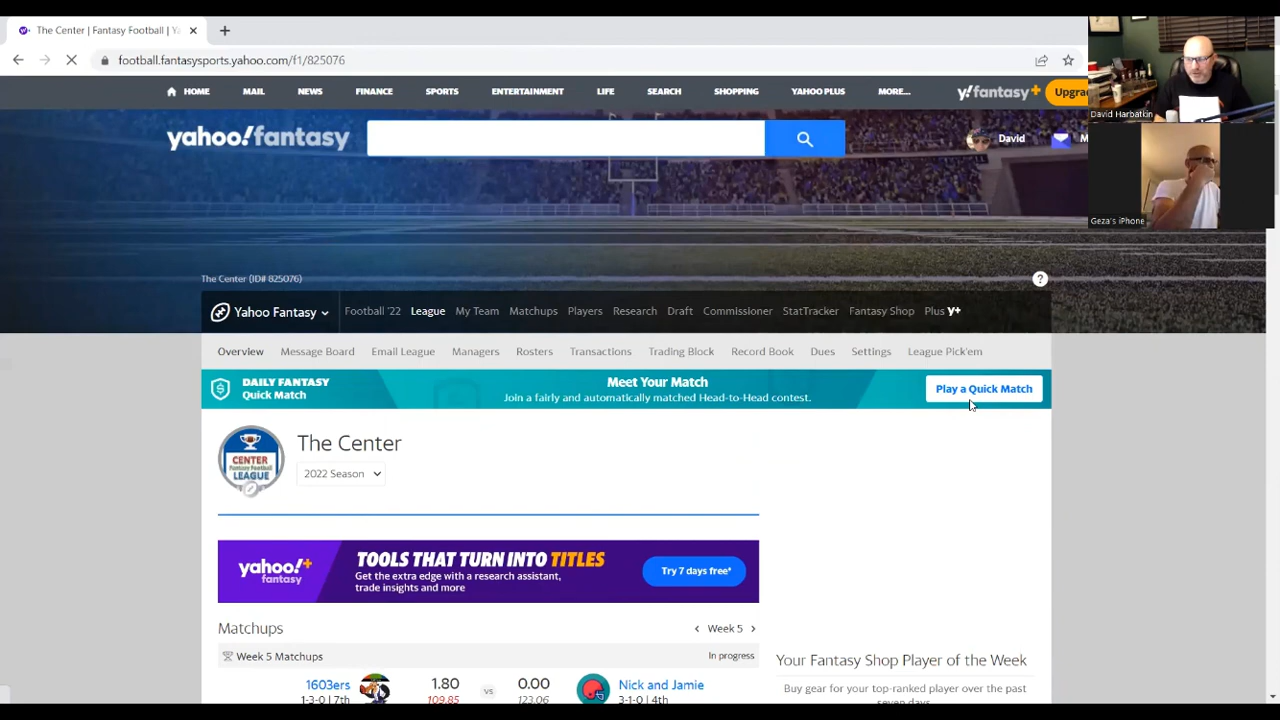 The Center | Fantasy Football | Y
football.fantasysports.yahoo.com/f1/825076
HOME MAIL NEWS FINANCE SPORTS ENTERTAINMENT LIFE SEARCH SHOPPING YAHOO PLUS MORE... y!fantasy+ Upgra
yahoo!fantasy David M
David Harbatkin
Geza's iPhone
The Center (ID# 825076) ?
Yahoo Fantasy Football '22 League My Team Matchups Players Research Draft Commissioner StatTracker Fantasy Shop Plus y+
Overview Message Board Email League Managers Rosters Transactions Trading Block Record Book Dues Settings League Pick'em
DAILY FANTASY
Quick Match
Meet Your Match
Join a fairly and automatically matched Head-to-Head contest.
Play a Quick Match
CENTER
Fantasy Football
LEAGUE
The Center
2022 Season
yahoo!+
fantasy
TOOLS THAT TURN INTO TITLES
Get the extra edge with a research assistant,
trade insights and more
Try 7 days free*
Matchups < Week 5 >
Week 5 Matchups In progress
1603ers 1.80 vs 0.00 Nick and Jamie
1-3-0 | 7th 109.85 123.06 3-1-0 | 4th
Your Fantasy Shop Player of the Week
Buy gear for your top-ranked player over the past
seven days